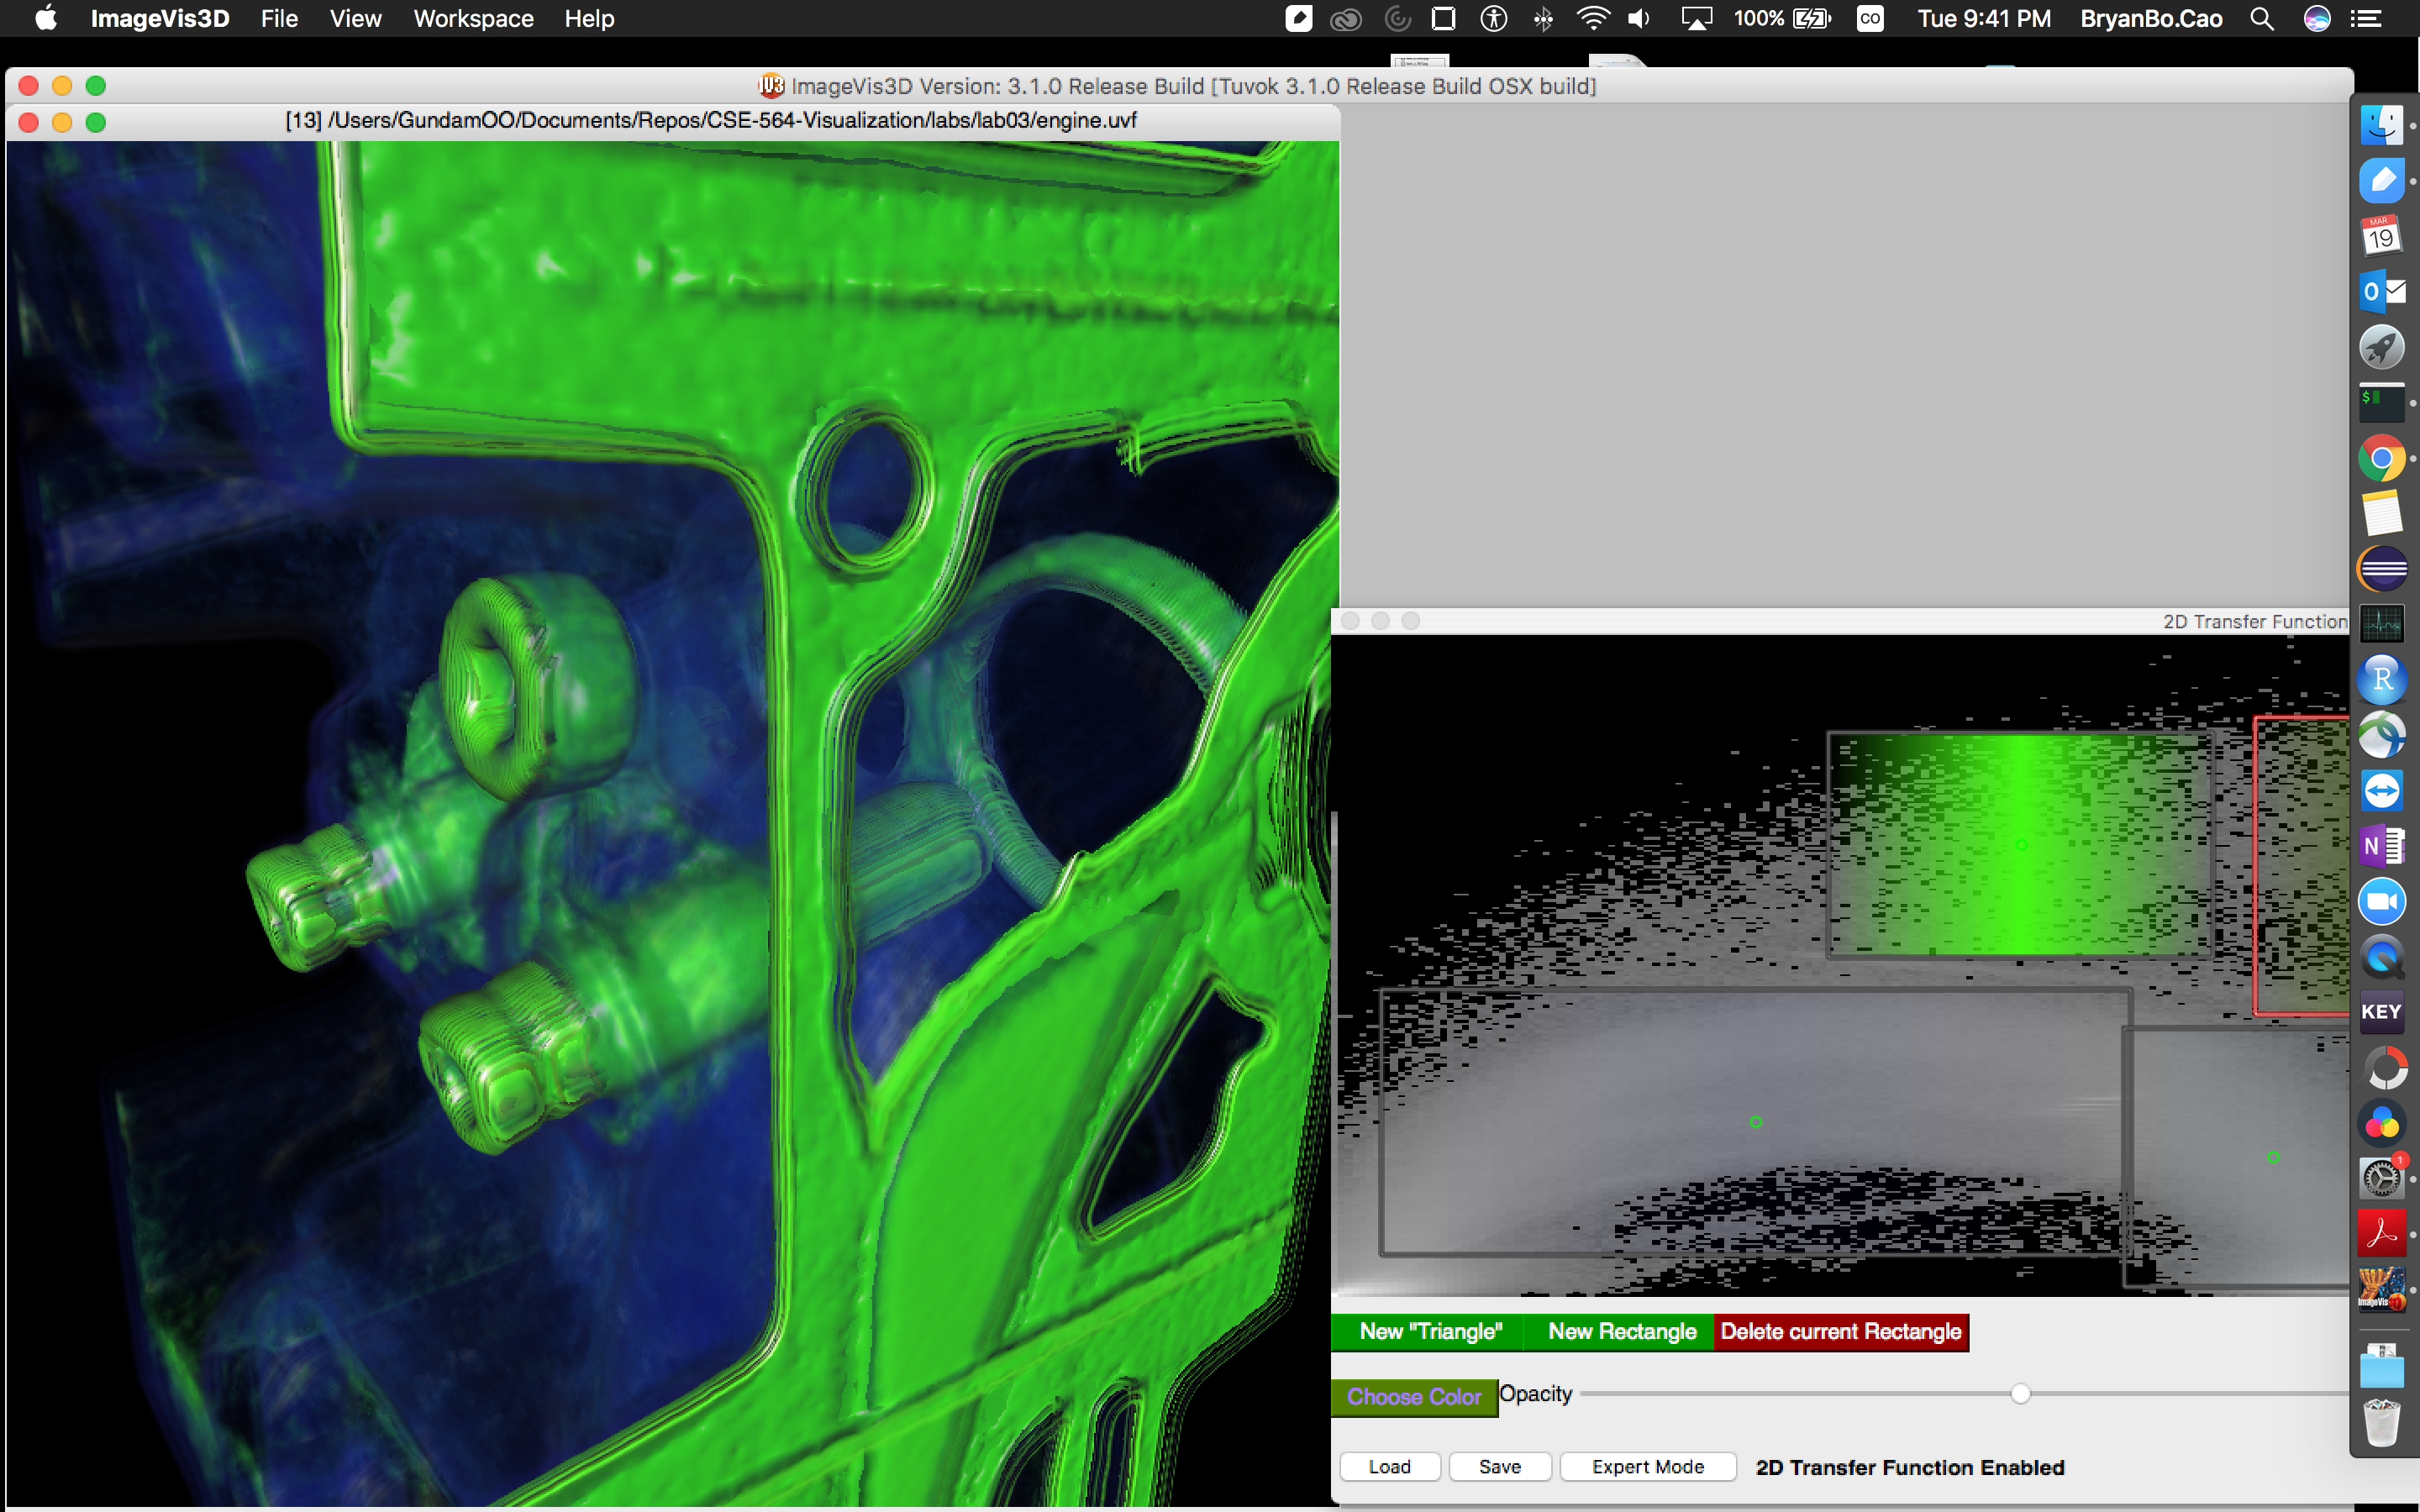 ImageVis3D File View Workspace Help 100% CO Tue 9:41 PM BryanBo.Cao
IV3 ImageVis3D Version: 3.1.0 Release Build [Tuvok 3.1.0 Release Build OSX build]
[13] /Users/GundamOO/Documents/Repos/CSE-564-Visualization/labs/lab03/engine.uvf
MAR
19
O
$
2D Transfer Function
R
N
KEY
1
ImageVis
New "Triangle" New Rectangle Delete current Rectangle
Choose Color Opacity
Load Save Expert Mode 2D Transfer Function Enabled